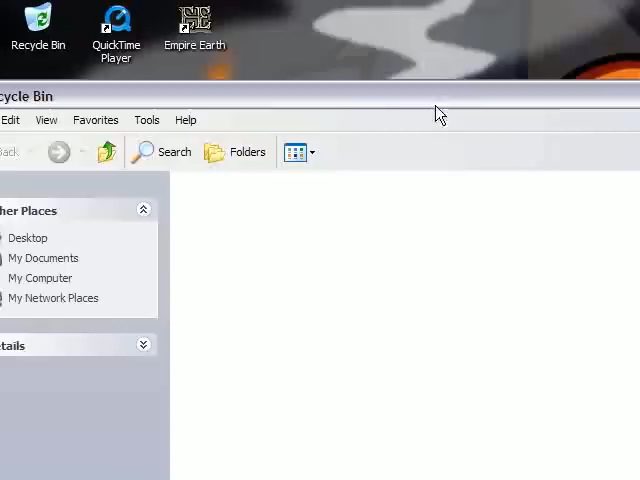 Recycle Bin
QuickTime Player
Empire Earth
cycle Bin
Edit View Favorites Tools Help
Back
Search
Folders
her Places
Desktop
My Documents
My Computer
My Network Places
etails